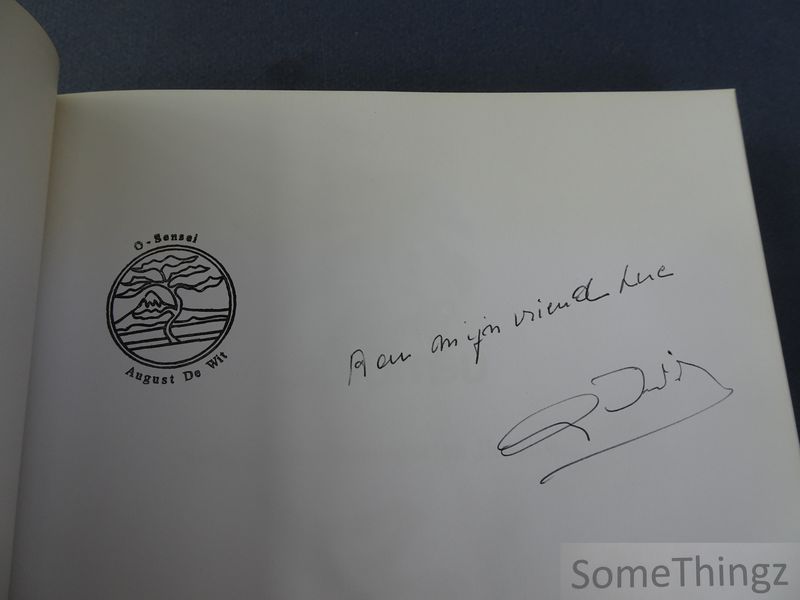 O-Sensei
August De Wit
Aan mijn vriend Luc
SomeThingz